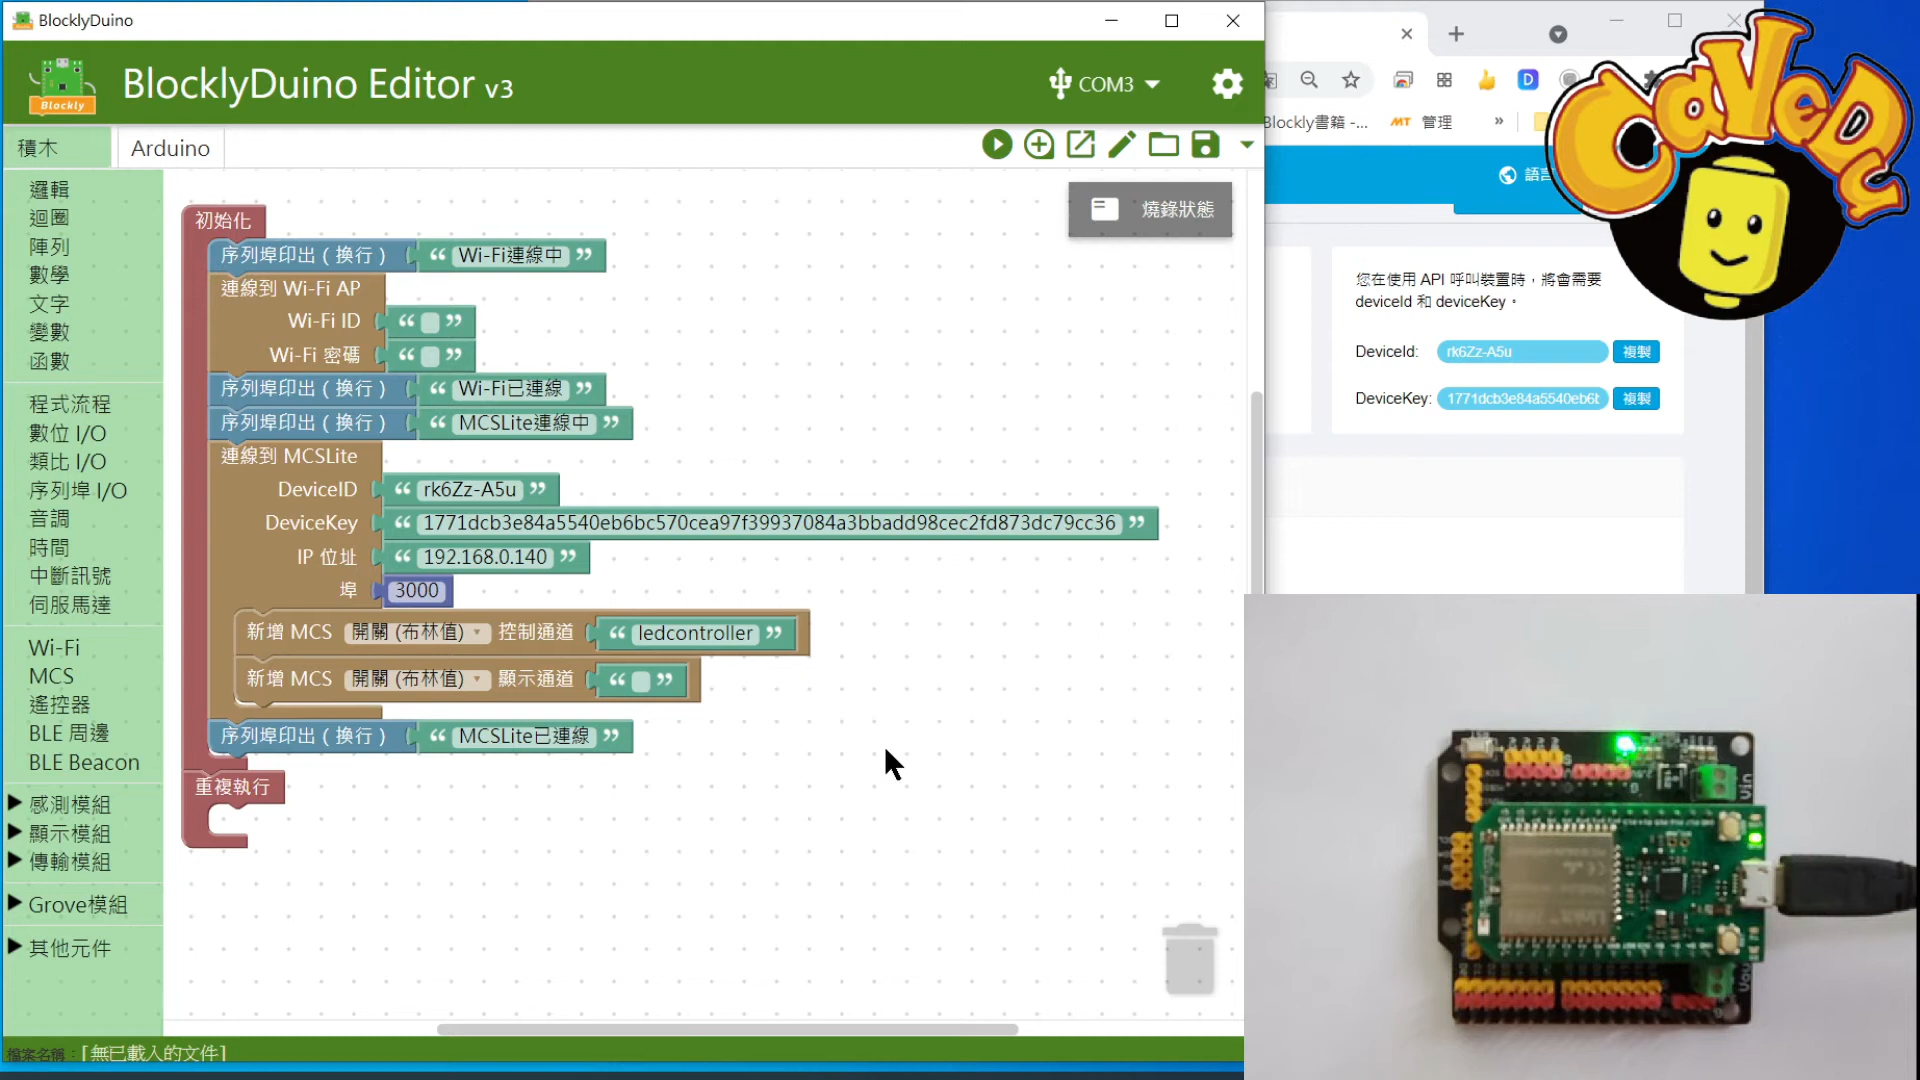 BlocklyDuino
Blockly
BlocklyDuino Editor v3
COM3
積木
Arduino
邏輯
迴圈
陣列
數學
文字
變數
函數
程式流程
數位 I/O
類比 I/O
序列埠 I/O
音調
時間
中斷訊號
伺服馬達
Wi-Fi
MCS
遙控器
BLE 周邊
BLE Beacon
感測模組
顯示模組
傳輸模組
Grove模組
其他元件
燒錄狀態
初始化
序列埠印出 ( 換行 ) “ Wi-Fi連線中 ”
連線到 Wi-Fi AP
Wi-Fi ID “ ”
Wi-Fi 密碼 “ ”
序列埠印出 ( 換行 ) “ Wi-Fi已連線 ”
序列埠印出 ( 換行 ) “ MCSLite連線中 ”
連線到 MCSLite
DeviceID “ rk6Zz-A5u ”
DeviceKey “ 1771dcb3e84a5540eb6bc570cea97f39937084a3bbadd98cec2fd873dc79cc36 ”
IP 位址 “ 192.168.0.140 ”
埠 3000
新增 MCS 開關 (布林值) 控制通道 “ ledcontroller ”
新增 MCS 開關 (布林值) 顯示通道 “ ”
序列埠印出 ( 換行 ) “ MCSLite已連線 ”
重複執行
檔案名稱：[無已載入的文件]
Blockly書籍 -...
管理
»
語言
您在使用 API 呼叫裝置時，將會需要
deviceId 和 deviceKey。
DeviceId: rk6Zz-A5u 複製
DeviceKey: 1771dcb3e84a5540eb6t 複製
CAVEDU
Vin